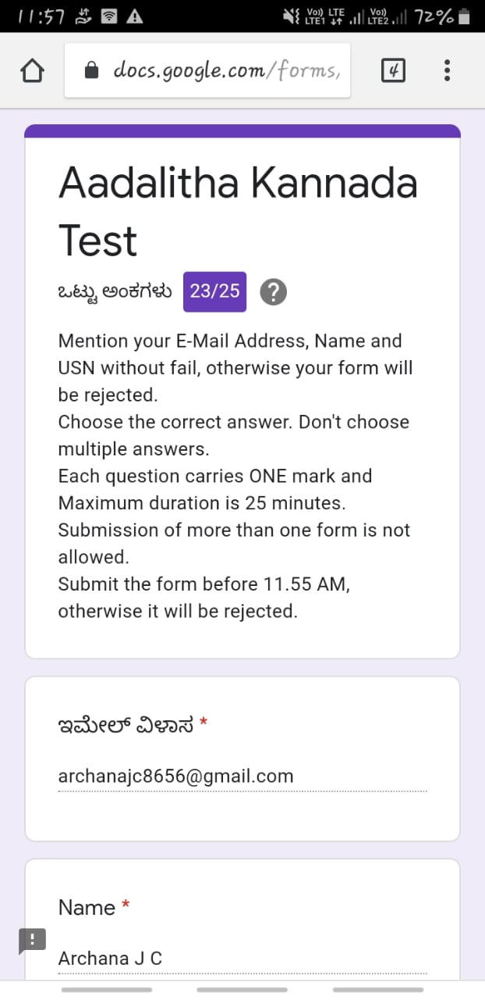 11:57
Vo) LTE Vo) 72%
LTE1 LTE2
docs.google.com/forms,
4
Aadalitha Kannada
Test
ಒಟ್ಟು ಅಂಕಗಳು 23/25 ?
Mention your E-Mail Address, Name and
USN without fail, otherwise your form will
be rejected.
Choose the correct answer. Don't choose
multiple answers.
Each question carries ONE mark and
Maximum duration is 25 minutes.
Submission of more than one form is not
allowed.
Submit the form before 11.55 AM,
otherwise it will be rejected.
ಇಮೇಲ್ ವಿಳಾಸ *
archanajc8656@gmail.com
Name *
Archana J C